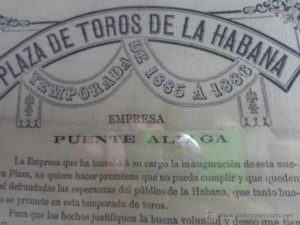 PLAZA DE TOROS DE LA HABANA
TEMPORADA DE 1885 Á 1886
EMPRESA
PUENTE
La Empresa que ha tomado á su cargo la inauguración de esta nue
Plaza, no quiere hacer promesas que no pueda cumplir y que queden
defraudadas las esperanzas del público de la Habana, que tanto bue
se promete en esta temporada de toros.
Para que los hechos justifiquen la buena voluntad y deseo que tien
www.todocoleccion.net